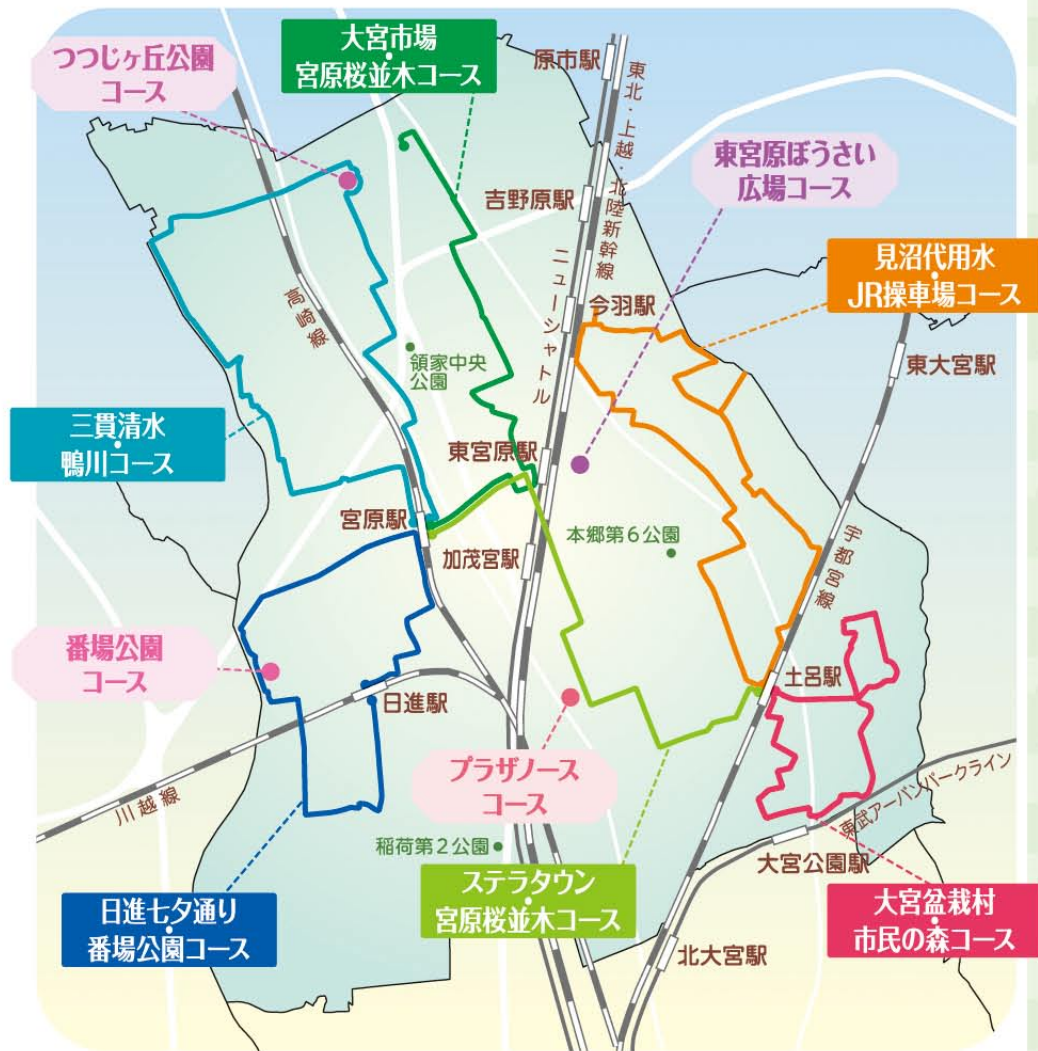 つつじヶ丘公園
コース
大宮市場
・
宮原桜並木コース
原市駅
東北・上越・北陸新幹線
東宮原ぼうさい
広場コース
吉野原駅
ニューシャトル
見沼代用水
・
JR操車場コース
今羽駅
高崎線
領家中央
公園
東大宮駅
三貫清水
・
鴨川コース
東宮原駅
宮原駅
加茂宮駅
本郷第6公園
宇都宮線
番場公園
コース
日進駅
土呂駅
プラザノース
コース
川越線
東武アーバンパークライン
稲荷第2公園
大宮公園駅
日進七夕通り
・
番場公園コース
ステラタウン
・
宮原桜並木コース
大宮盆栽村
・
市民の森コース
北大宮駅